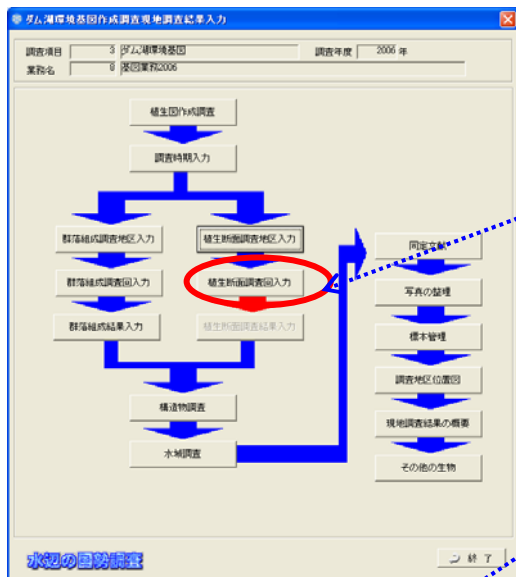 ダム湖環境基図作成調査現地調査結果入力
調査項目 3 ダム湖環境基図 調査年度 2006 年
業務名 8 基図業務2006
植生図作成調査
調査時期入力
群落組成調査地区入力
植生断面調査地区入力
同定文献
群落組成調査回入力
植生断面調査回入力
写真の整理
群落組成結果入力
植生断面調査結果入力
標本管理
調査地区位置図
構造物調査
現地調査結果の概要
水域調査
その他の生物
水辺の国勢調査
終 了